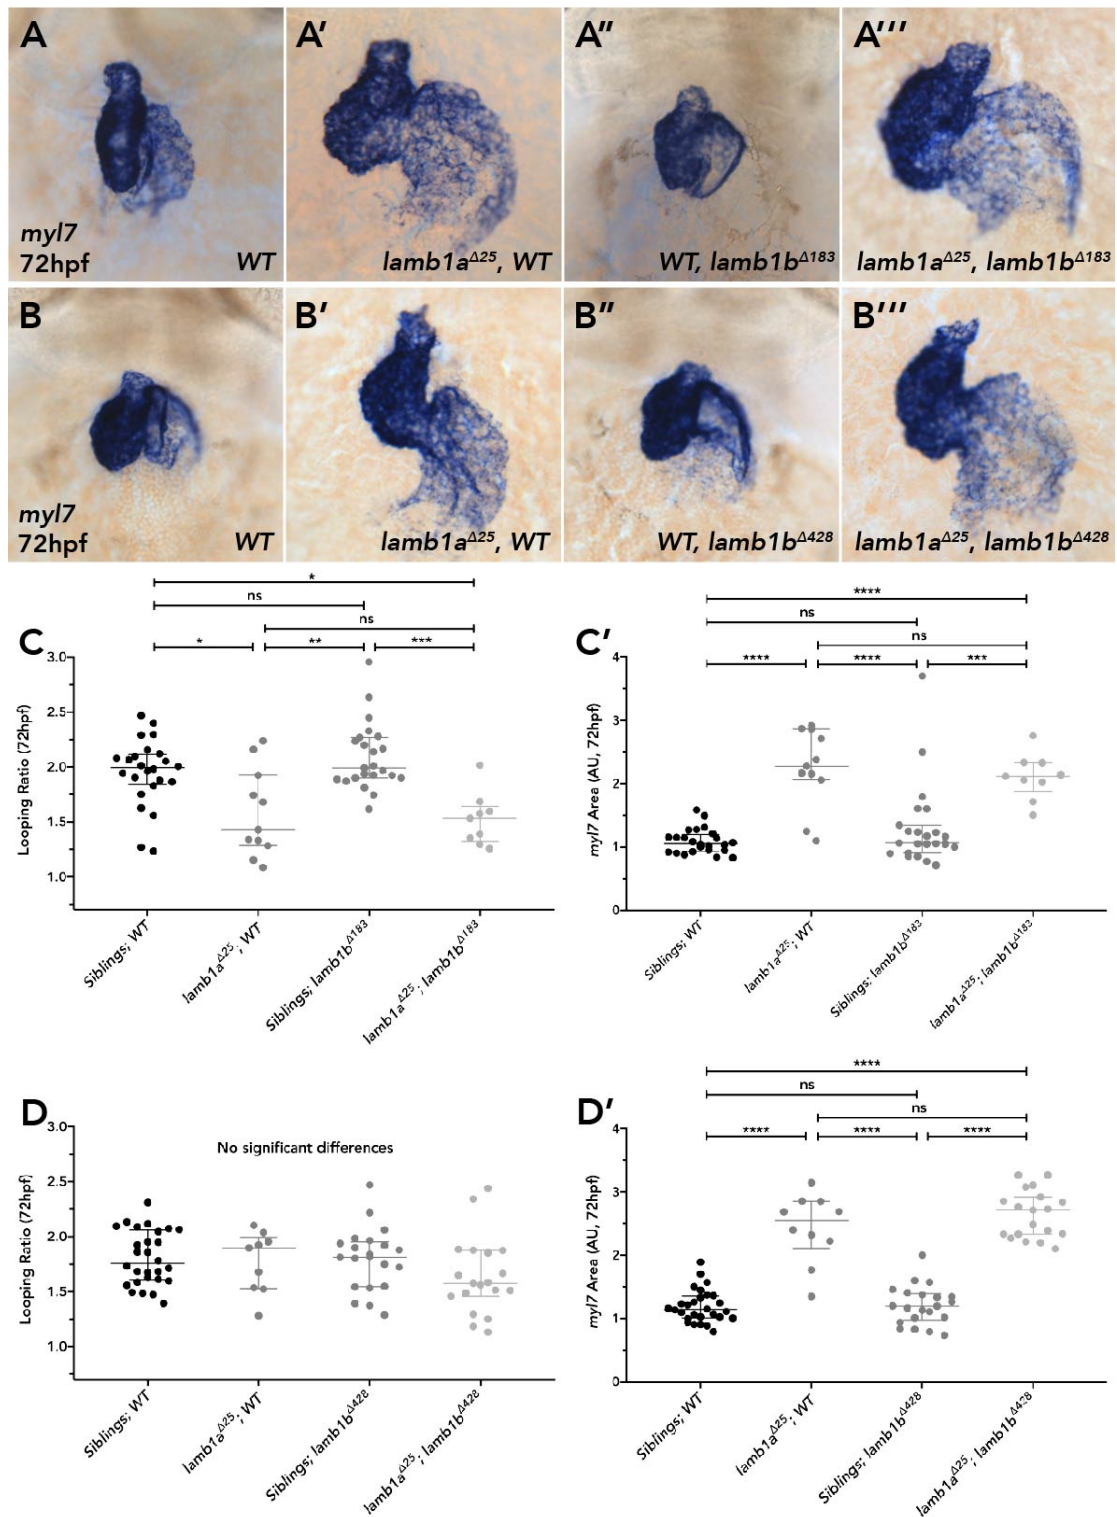 A
A′
A″
A‴
myl7
72hpf
WT
lamb1aΔ25, WT
WT, lamb1bΔ183
lamb1aΔ25, lamb1bΔ183
B
B′
B″
B‴
myl7
72hpf
WT
lamb1aΔ25, WT
WT, lamb1bΔ428
lamb1aΔ25, lamb1bΔ428
C
*
ns
ns
*
**
***
Looping Ratio (72hpf)
3.0
2.5
2.0
1.5
1.0
Siblings; WT
lamb1aΔ25; WT
Siblings; lamb1bΔ183
lamb1aΔ25; lamb1bΔ183
C′
****
ns
ns
****
****
***
myl7 Area (AU, 72hpf)
4
3
2
1
0
Siblings; WT
lamb1aΔ25; WT
Siblings; lamb1bΔ183
lamb1aΔ25; lamb1bΔ183
D
No significant differences
Looping Ratio (72hpf)
3.0
2.5
2.0
1.5
1.0
Siblings; WT
lamb1aΔ25; WT
Siblings; lamb1bΔ428
lamb1aΔ25; lamb1bΔ428
D′
****
ns
ns
****
****
****
myl7 Area (AU, 72hpf)
4
3
2
1
0
Siblings; WT
lamb1aΔ25; WT
Siblings; lamb1bΔ428
lamb1aΔ25; lamb1bΔ428